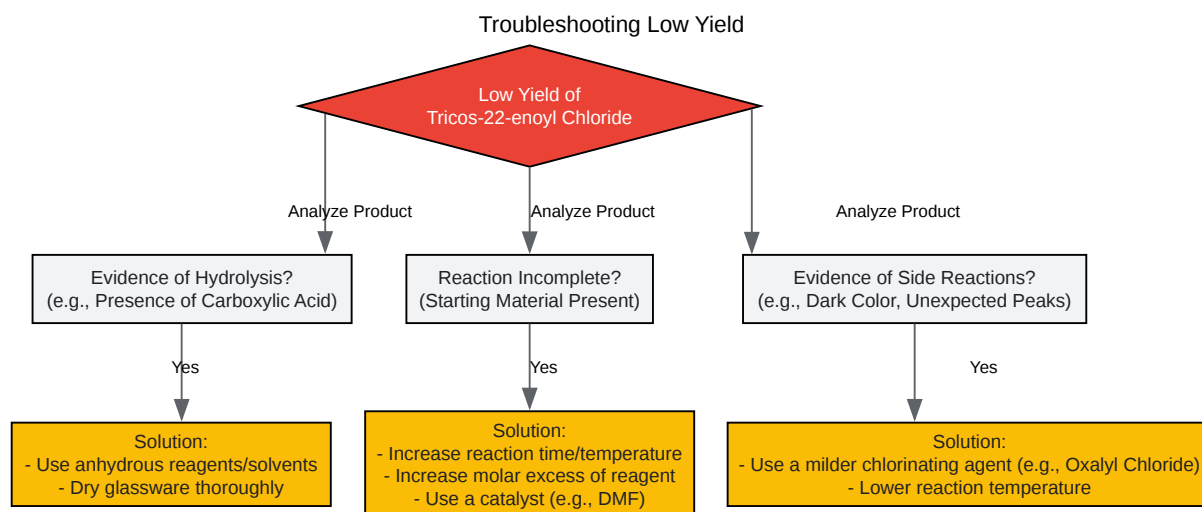 Troubleshooting Low Yield
Low Yield of
Tricos-22-enoyl Chloride
Analyze Product
Analyze Product
Analyze Product
Evidence of Hydrolysis?
(e.g., Presence of Carboxylic Acid)
Reaction Incomplete?
(Starting Material Present)
Evidence of Side Reactions?
(e.g., Dark Color, Unexpected Peaks)
Yes
Yes
Yes
Solution:
- Use anhydrous reagents/solvents
- Dry glassware thoroughly
Solution:
- Increase reaction time/temperature
- Increase molar excess of reagent
- Use a catalyst (e.g., DMF)
Solution:
- Use a milder chlorinating agent (e.g., Oxalyl Chloride)
- Lower reaction temperature